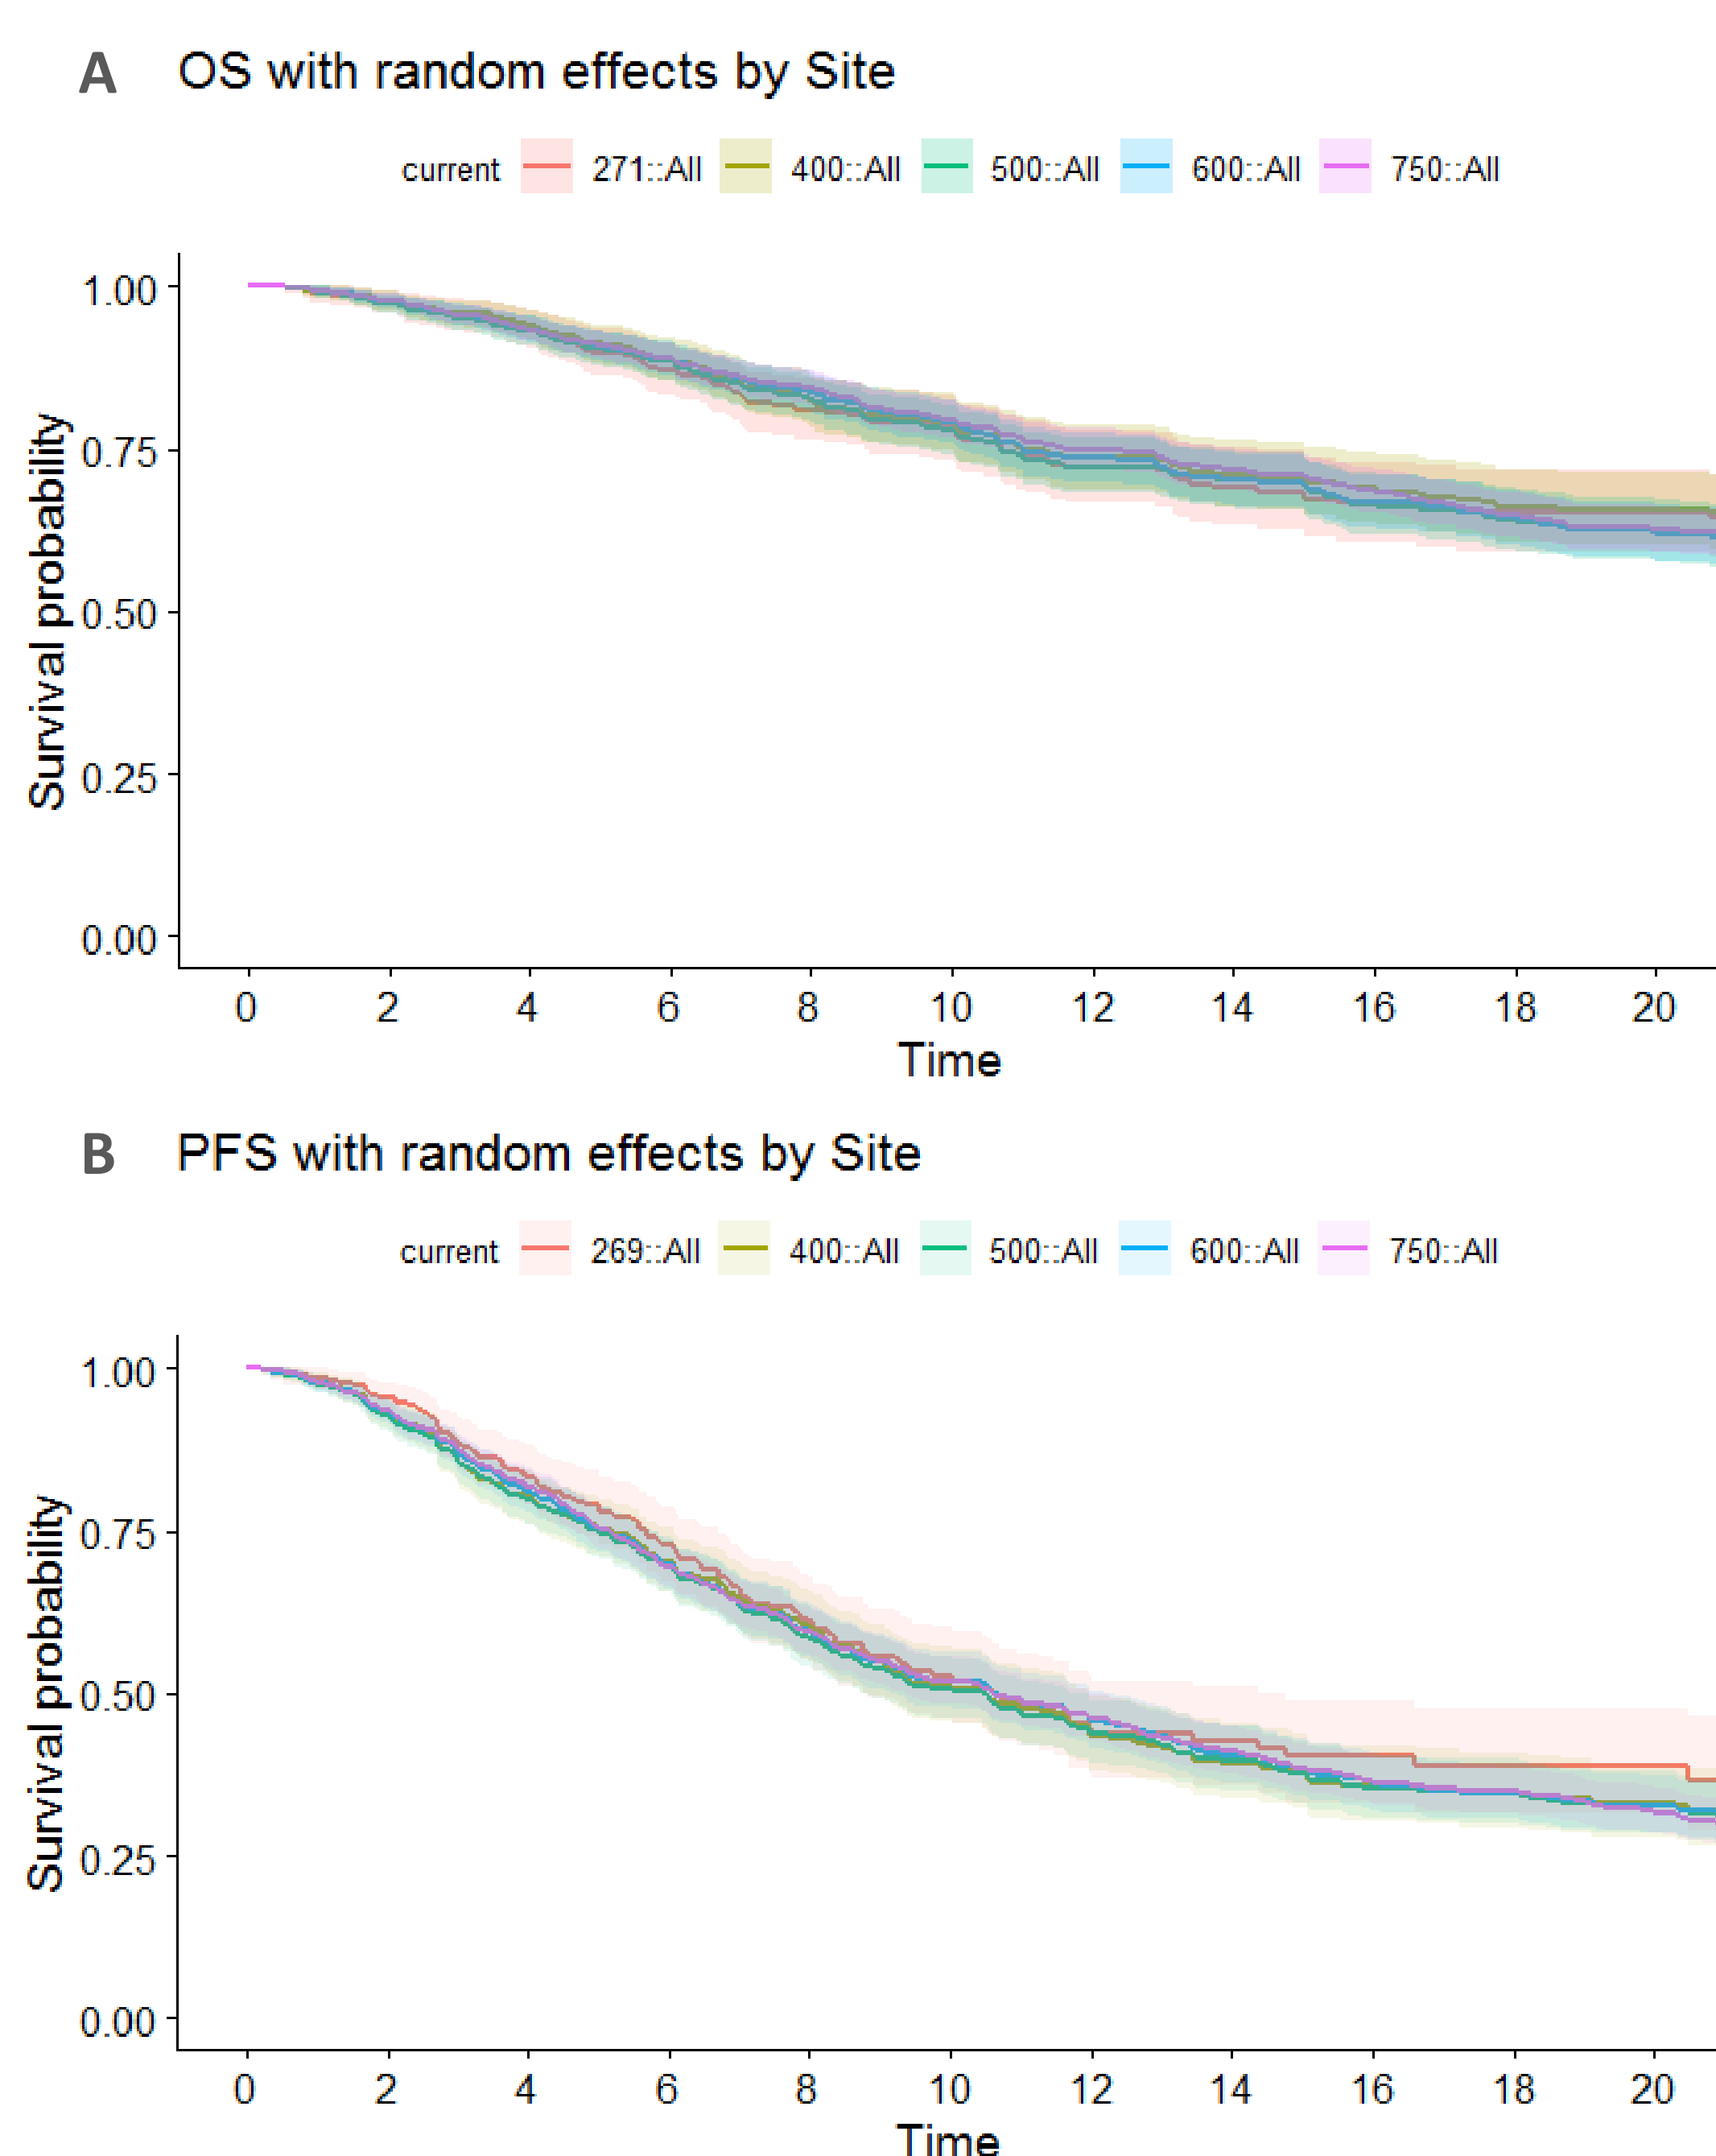 A OS with random effects by Site
current 271::All 400::All 500::All 600::All 750::All
Survival probability
1.00
0.75
0.50
0.25
0.00
0 2 4 6 8 10 12 14 16 18 20
Time
B PFS with random effects by Site
current 269::All 400::All 500::All 600::All 750::All
Survival probability
1.00
0.75
0.50
0.25
0.00
0 2 4 6 8 10 12 14 16 18 20
Time